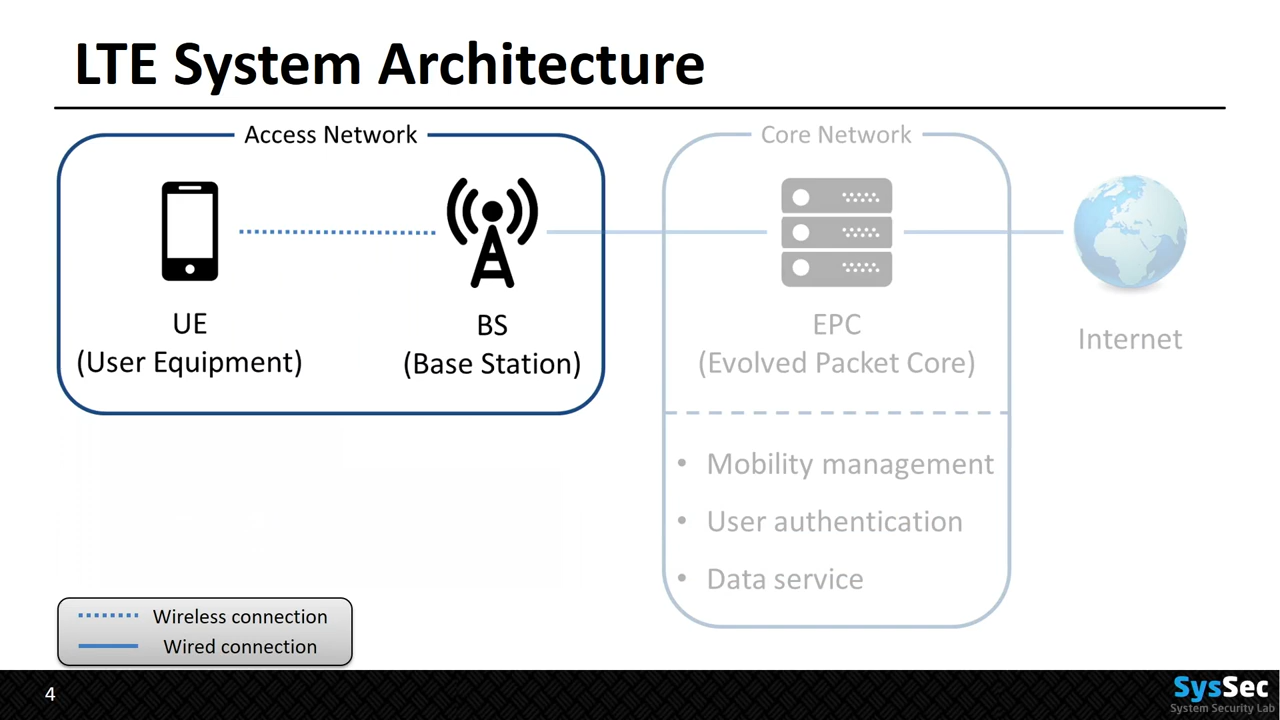 LTE System Architecture
Access Network
UE
(User Equipment)
BS
(Base Station)
Core Network
EPC
(Evolved Packet Core)
• Mobility management
• User authentication
• Data service
Internet
Wireless connection
Wired connection
4
SysSec
System Security Lab